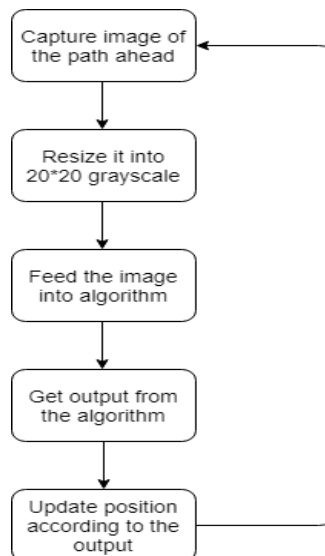 Capture image of
the path ahead
Resize it into
20*20 grayscale
Feed the image
into algorithm
Get output from
the algorithm
Update position
according to the
output